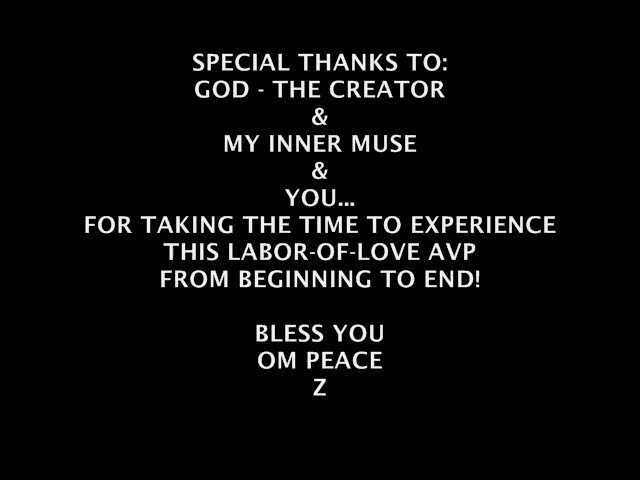 SPECIAL THANKS TO:
GOD - THE CREATOR
&
MY INNER MUSE
&
YOU...
FOR TAKING THE TIME TO EXPERIENCE
THIS LABOR-OF-LOVE AVP
FROM BEGINNING TO END!
BLESS YOU
OM PEACE
Z